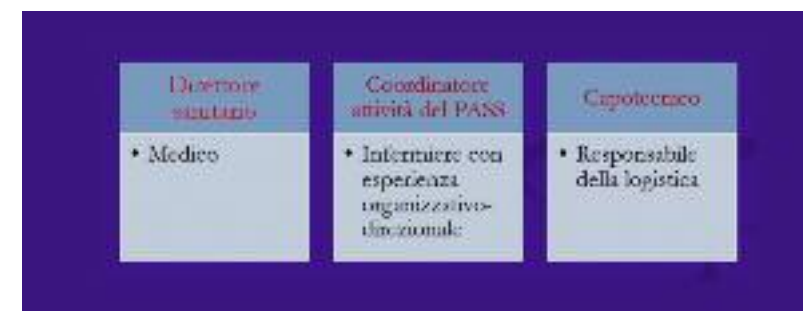 Direttore
sanitario
• Medico
Coordinatore
attività del PASS
• Infermiere con
esperienza
organizzativo-
direzionale
Capotecnico
• Responsabile
della logistica